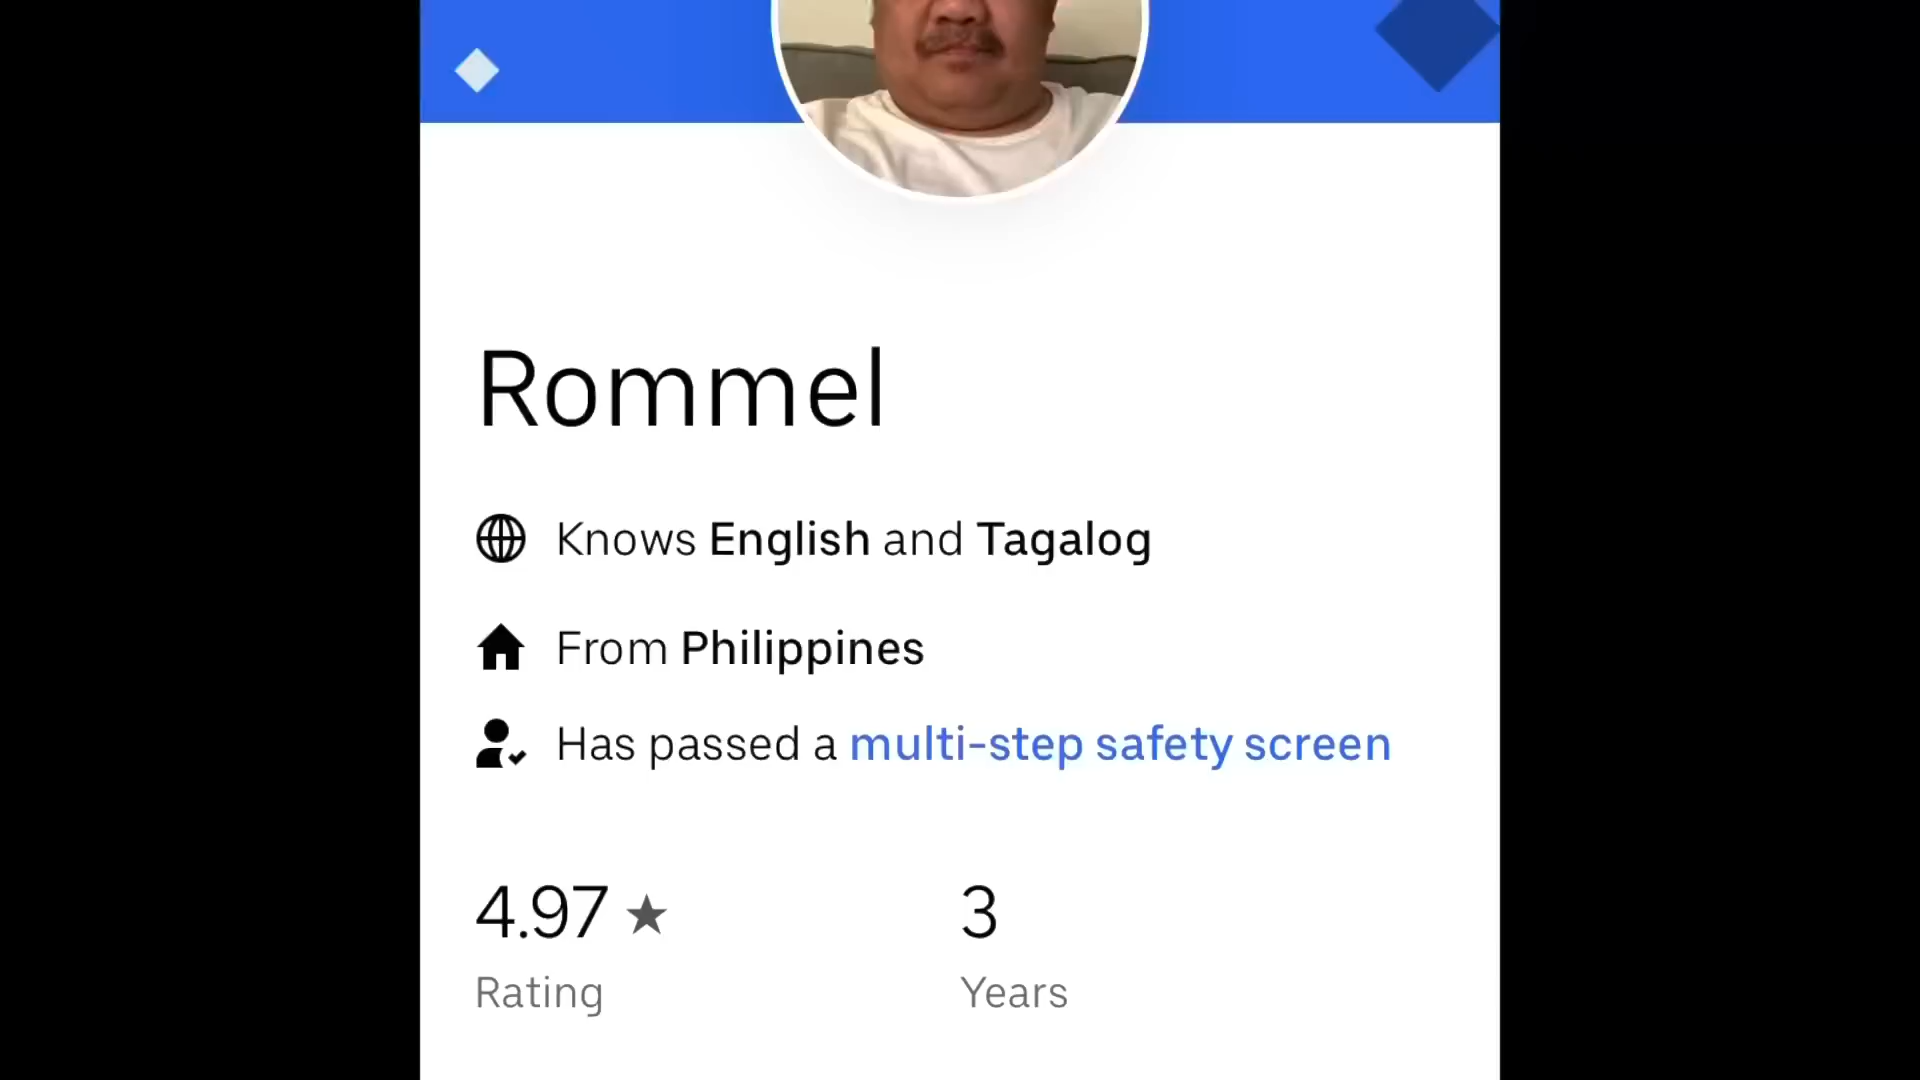 Rommel
Knows English and Tagalog
From Philippines
Has passed a multi-step safety screen
4.97 ★ 3
Rating Years